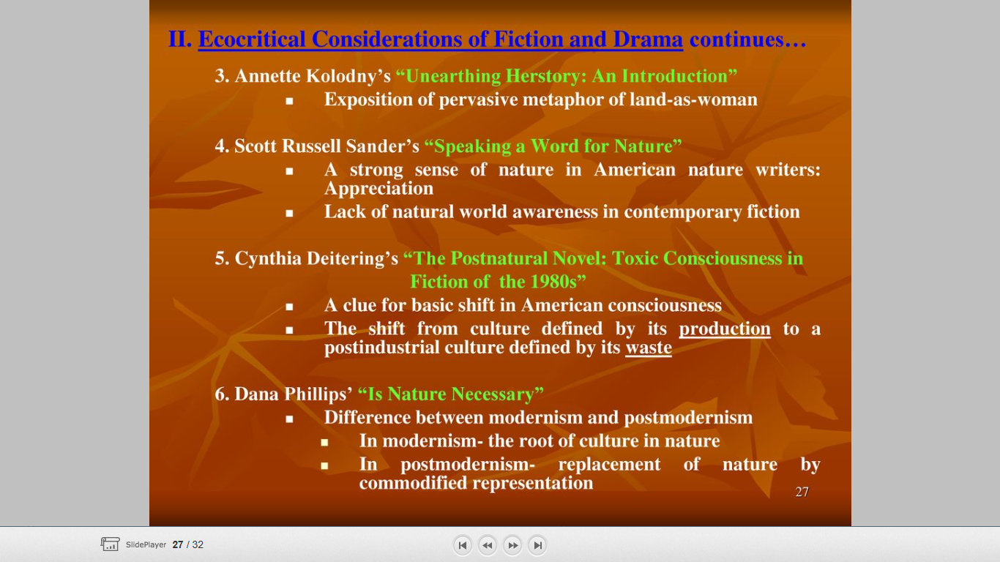 II. Ecocritical Considerations of Fiction and Drama continues…
3. Annette Kolodny’s “Unearthing Herstory: An Introduction”
Exposition of pervasive metaphor of land-as-woman
4. Scott Russell Sander’s “Speaking a Word for Nature”
A strong sense of nature in American nature writers:
Appreciation
Lack of natural world awareness in contemporary fiction
5. Cynthia Deitering’s “The Postnatural Novel: Toxic Consciousness in
Fiction of the 1980s”
A clue for basic shift in American consciousness
The shift from culture defined by its production to a
postindustrial culture defined by its waste
6. Dana Phillips’ “Is Nature Necessary”
Difference between modernism and postmodernism
In modernism- the root of culture in nature
In postmodernism- replacement of nature by
commodified representation
27
SlidePlayer 27 / 32